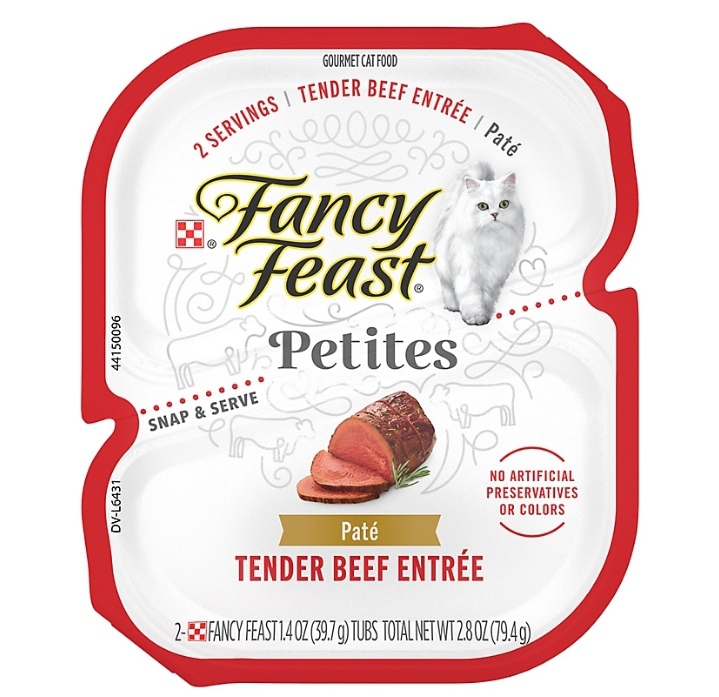 GOURMET CAT FOOD
2 SERVINGS | TENDER BEEF ENTRÉE | Paté
Fancy
Feast®
®
Petites
44150096
SNAP & SERVE
DV-L6431
NO ARTIFICIAL
PRESERVATIVES
OR COLORS
Paté
TENDER BEEF ENTRÉE
2- FANCY FEAST 1.4 OZ (39.7 g) TUBS TOTAL NET WT 2.8 OZ (79.4 g)